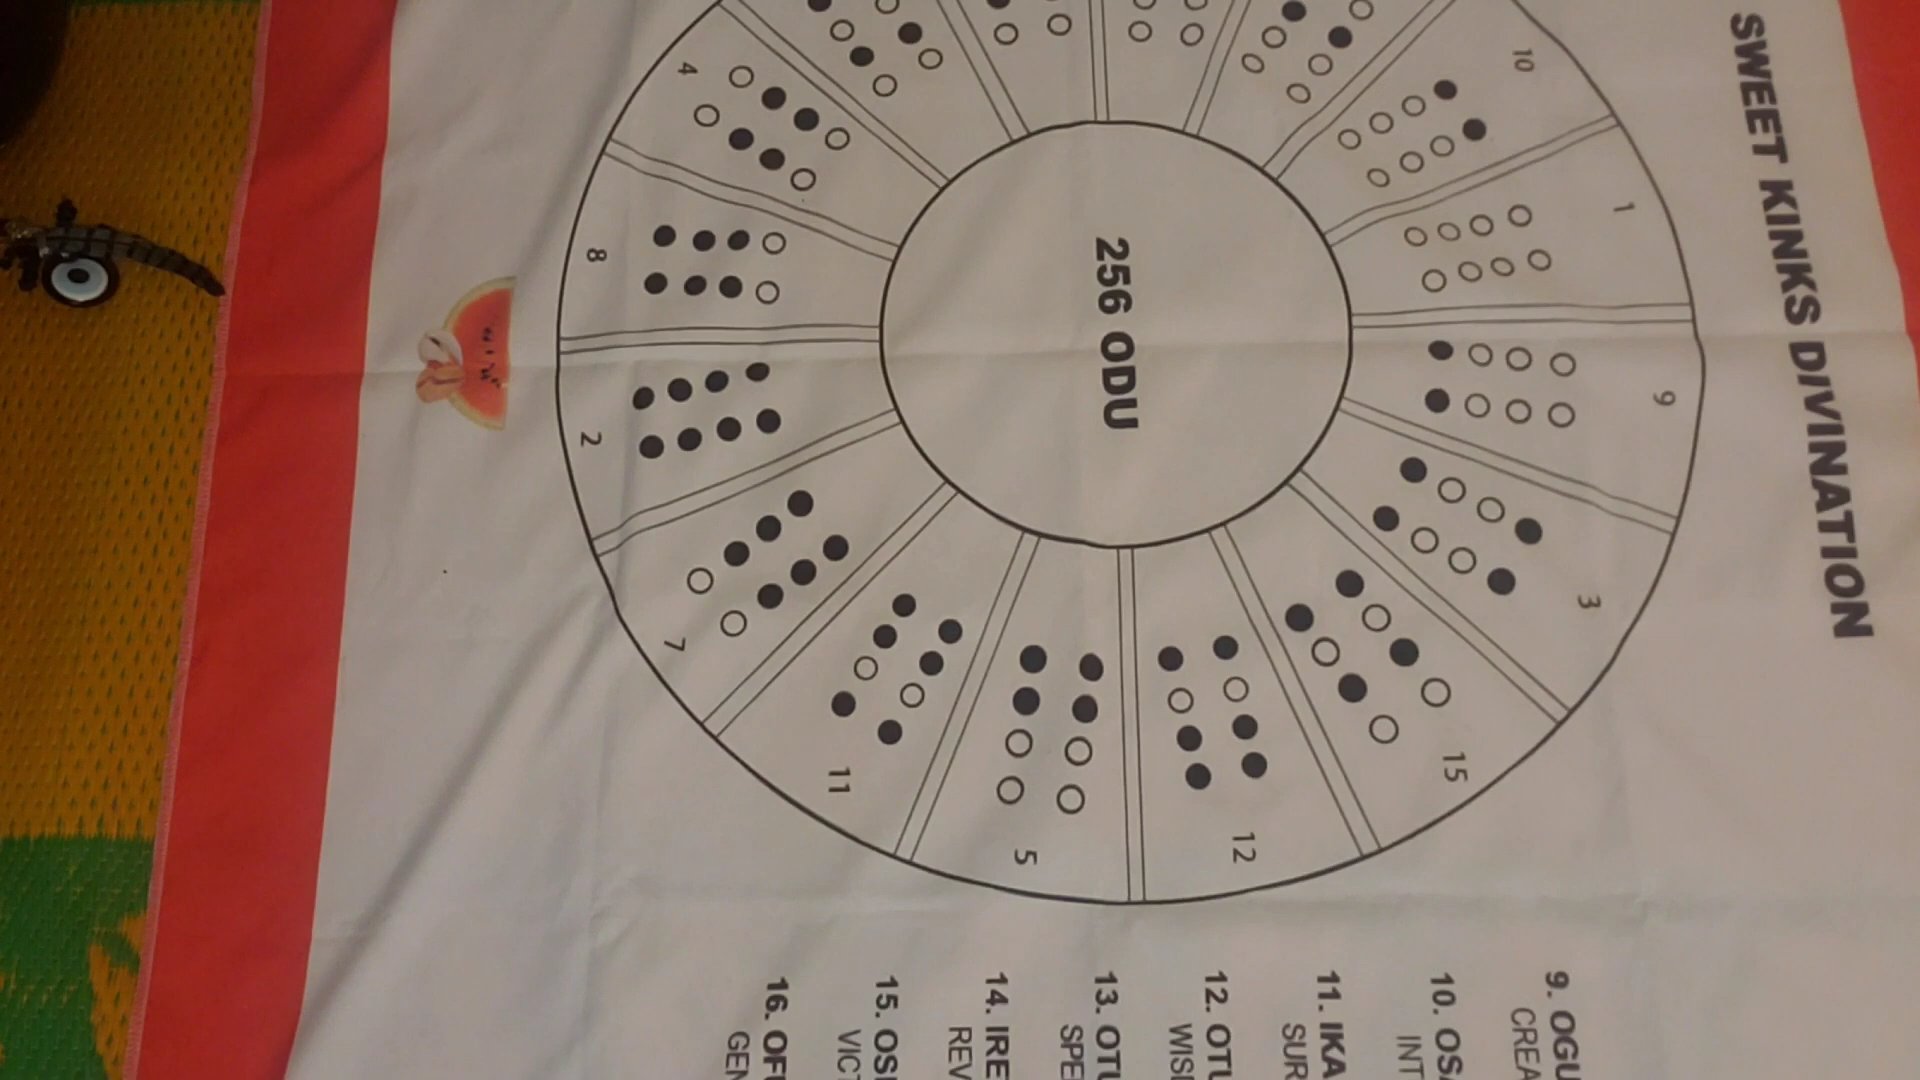 SWEET KINKS DIVINATION
256 ODU
10
1
9
3
15
12
5
11
7
2
8
4
9. OGU
CREA
10. OSA
INT
11. IKA
SUR
12. OTU
WIS
13. OTU
SPE
14. IRE
REV
15. OS
VIC
16. OF
GEN